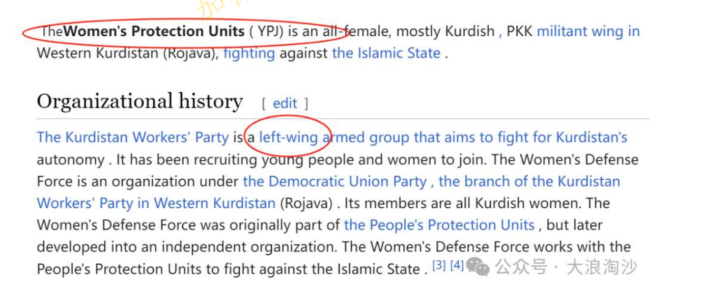 TheWomen's Protection Units ( YPJ) is an all-female, mostly Kurdish , PKK militant wing in
Western Kurdistan (Rojava), fighting against the Islamic State .
Organizational history [ edit ]
The Kurdistan Workers' Party is a left-wing armed group that aims to fight for Kurdistan's
autonomy . It has been recruiting young people and women to join. The Women's Defense
Force is an organization under the Democratic Union Party , the branch of the Kurdistan
Workers' Party in Western Kurdistan (Rojava) . Its members are all Kurdish women. The
Women's Defense Force was originally part of the People's Protection Units , but later
developed into an independent organization. The Women's Defense Force works with the
People's Protection Units to fight against the Islamic State . [3] [4]
公众号 · 大浪淘沙